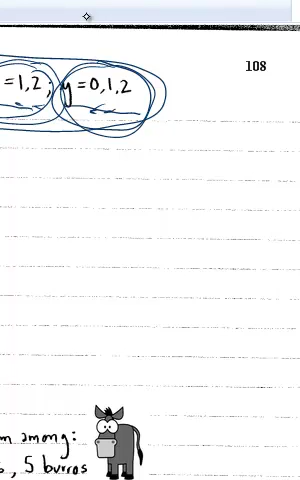 108
=1,2; y=0,1,2
m among:
s, 5 burros